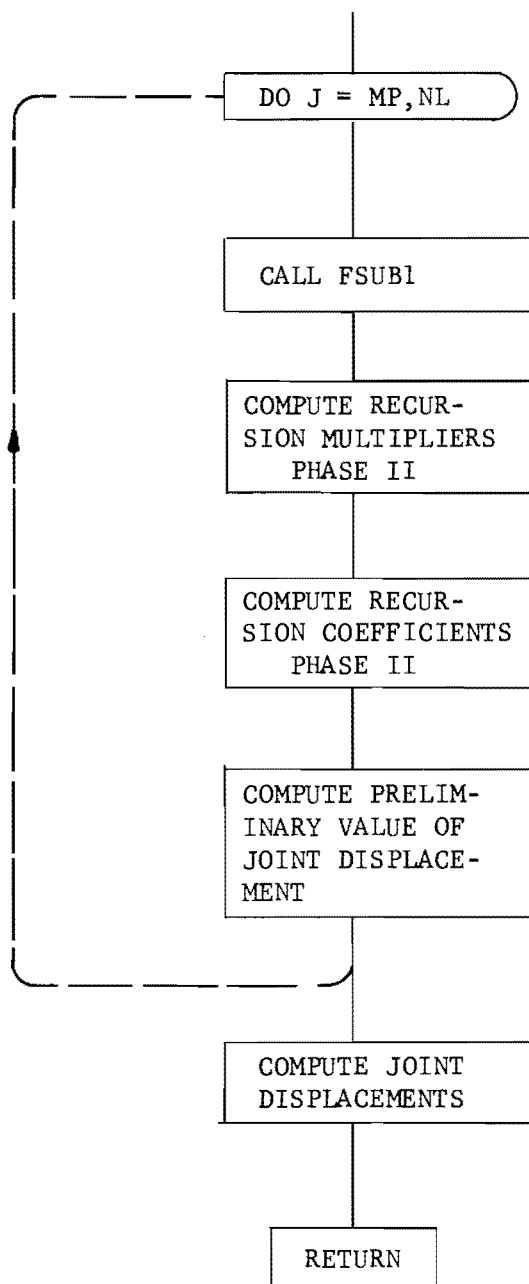 DO J = MP,NL
CALL FSUB1
COMPUTE RECUR-
SION MULTIPLIERS
PHASE II
COMPUTE RECUR-
SION COEFFICIENTS
PHASE II
COMPUTE PRELIM-
INARY VALUE OF
JOINT DISPLACE-
MENT
COMPUTE JOINT
DISPLACEMENTS
RETURN